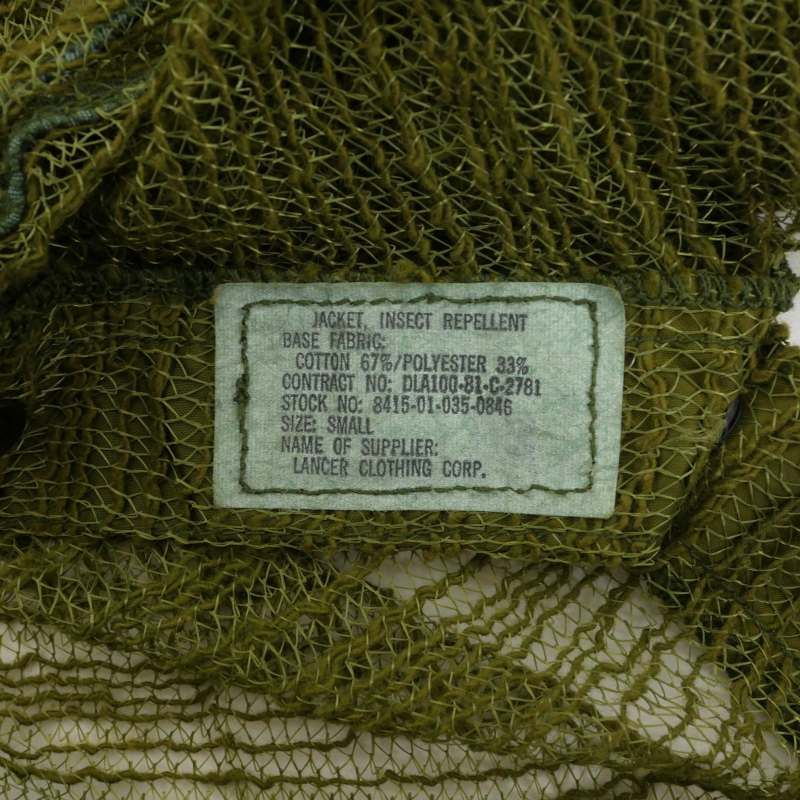 JACKET, INSECT REPELLENT
BASE FABRIC:
COTTON 67%/POLYESTER 33%
CONTRACT NO: DLA100-81-C-2781
STOCK NO: 8415-01-035-0846
SIZE: SMALL
NAME OF SUPPLIER:
LANCER CLOTHING CORP.